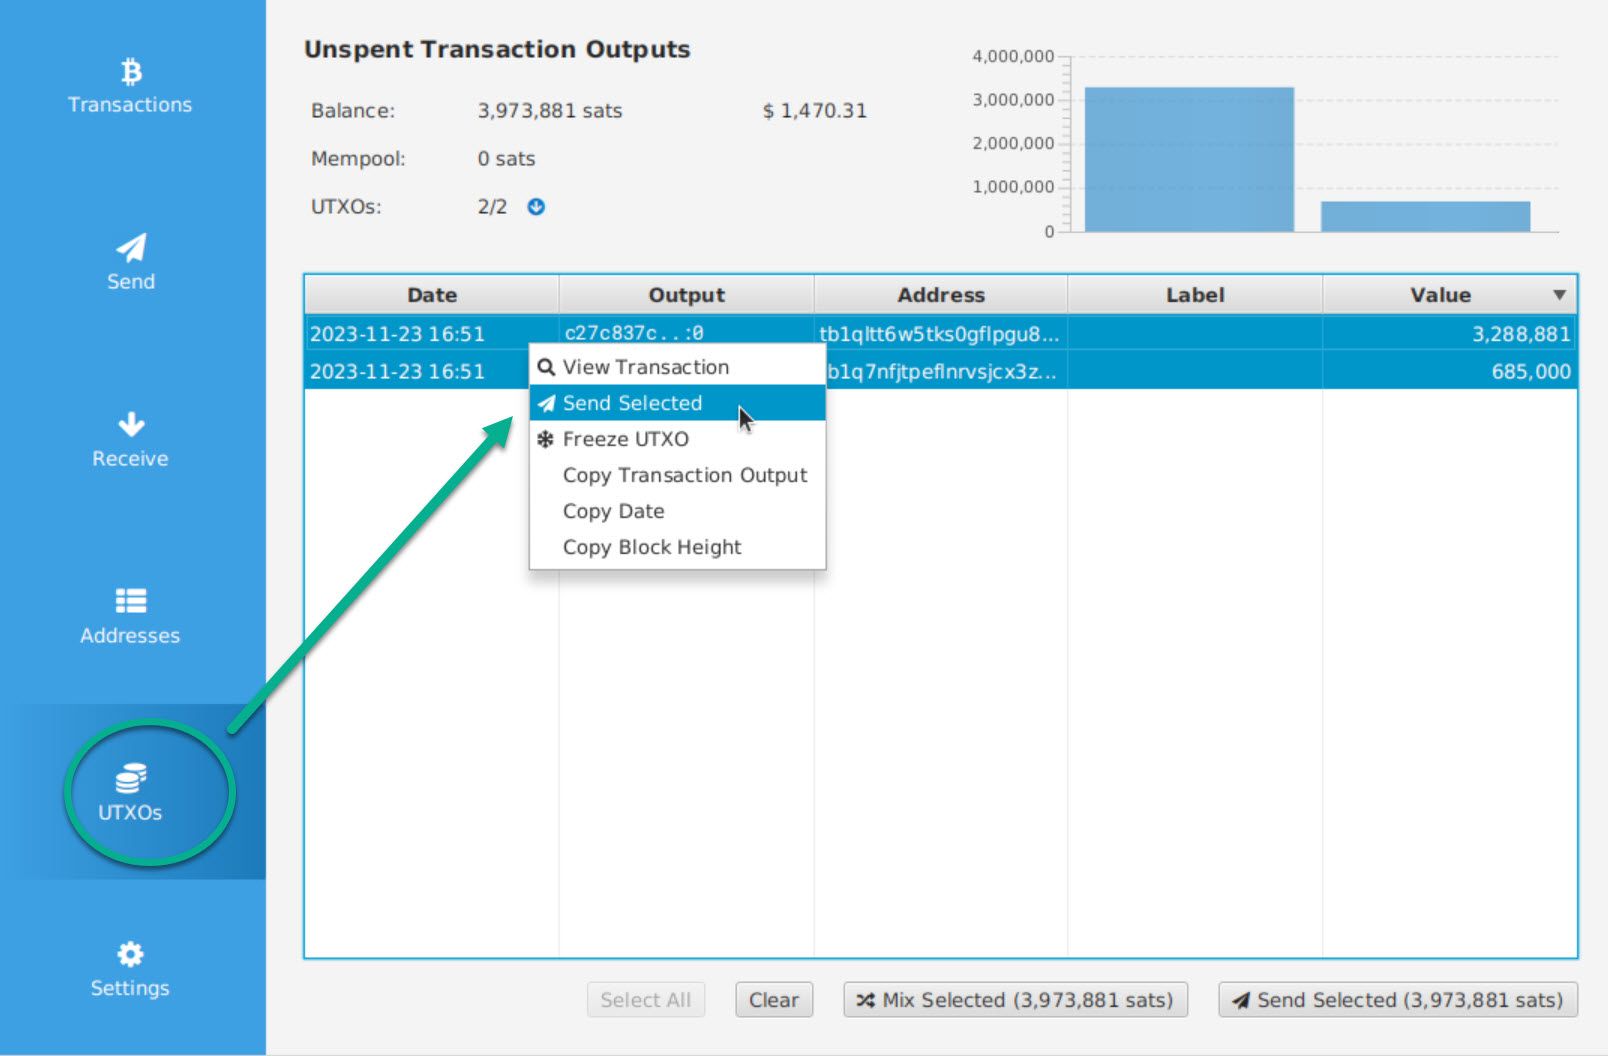 Transactions
Send
Receive
Addresses
UTXOs
Settings
Unspent Transaction Outputs
Balance: 3,973,881 sats $ 1,470.31
Mempool: 0 sats
UTXOs: 2/2
4,000,000
3,000,000
2,000,000
1,000,000
0
Date Output Address Label Value
2023-11-23 16:51 c27c837c..:0 tb1qltt6w5tks0gflpgu8... 3,288,881
2023-11-23 16:51 b1q7nfjtpeflnrvsjcx3z... 685,000
View Transaction
Send Selected
Freeze UTXO
Copy Transaction Output
Copy Date
Copy Block Height
Select All Clear Mix Selected (3,973,881 sats) Send Selected (3,973,881 sats)